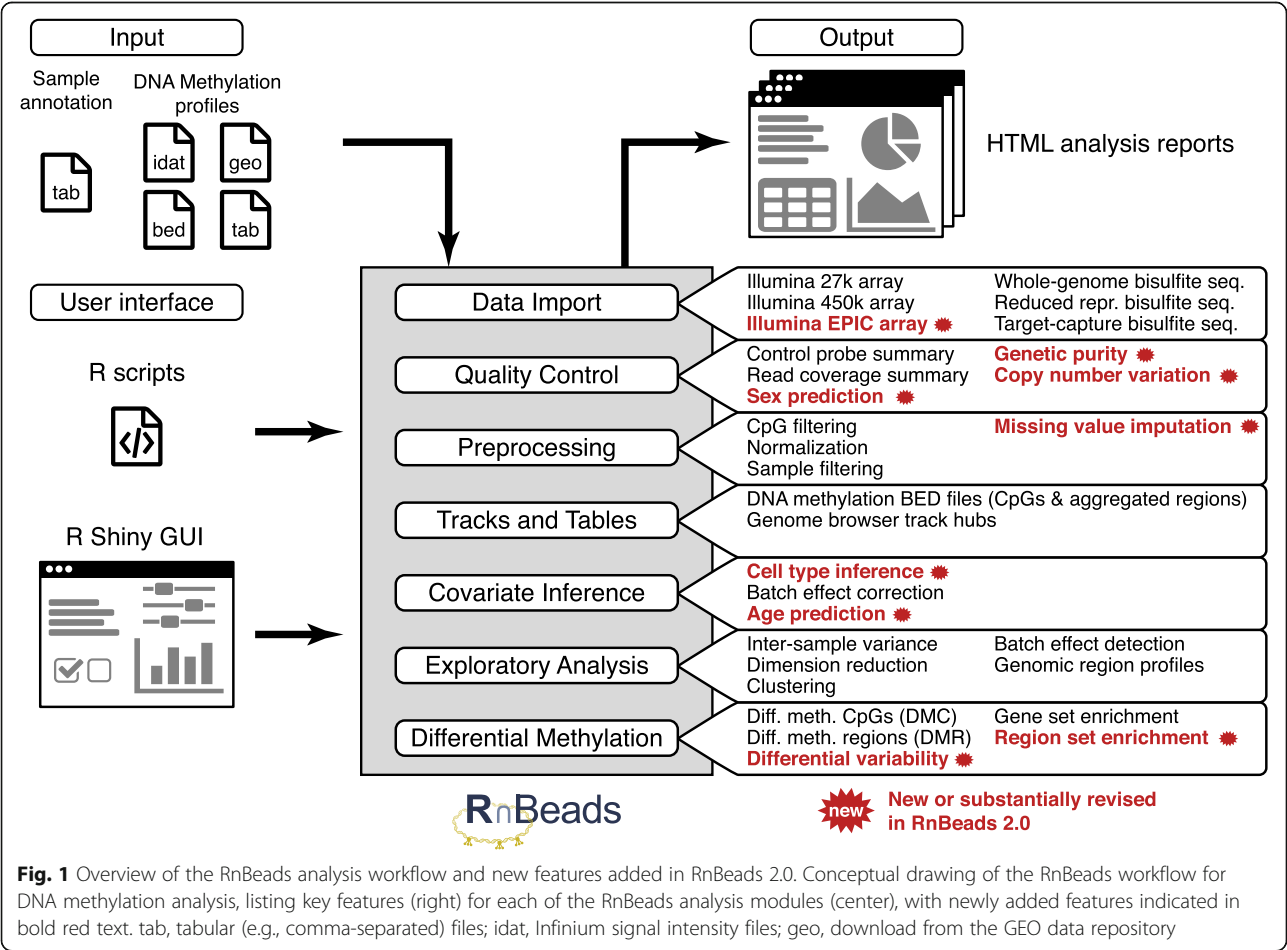 Input
Sample
annotation
DNA Methylation
profiles
tab
idat
geo
bed
tab
Output
HTML analysis reports
User interface
R scripts
</>
R Shiny GUI
Data Import
Illumina 27k array
Illumina 450k array
Illumina EPIC array
Whole-genome bisulfite seq.
Reduced repr. bisulfite seq.
Target-capture bisulfite seq.
Quality Control
Control probe summary
Read coverage summary
Sex prediction
Genetic purity
Copy number variation
Preprocessing
CpG filtering
Normalization
Sample filtering
Missing value imputation
Tracks and Tables
DNA methylation BED files (CpGs & aggregated regions)
Genome browser track hubs
Covariate Inference
Cell type inference
Batch effect correction
Age prediction
Exploratory Analysis
Inter-sample variance
Dimension reduction
Clustering
Batch effect detection
Genomic region profiles
Differential Methylation
Diff. meth. CpGs (DMC)
Diff. meth. regions (DMR)
Differential variability
Gene set enrichment
Region set enrichment
RnBeads
new
New or substantially revised
in RnBeads 2.0
Fig. 1 Overview of the RnBeads analysis workflow and new features added in RnBeads 2.0. Conceptual drawing of the RnBeads workflow for
DNA methylation analysis, listing key features (right) for each of the RnBeads analysis modules (center), with newly added features indicated in
bold red text. tab, tabular (e.g., comma-separated) files; idat, Infinium signal intensity files; geo, download from the GEO data repository